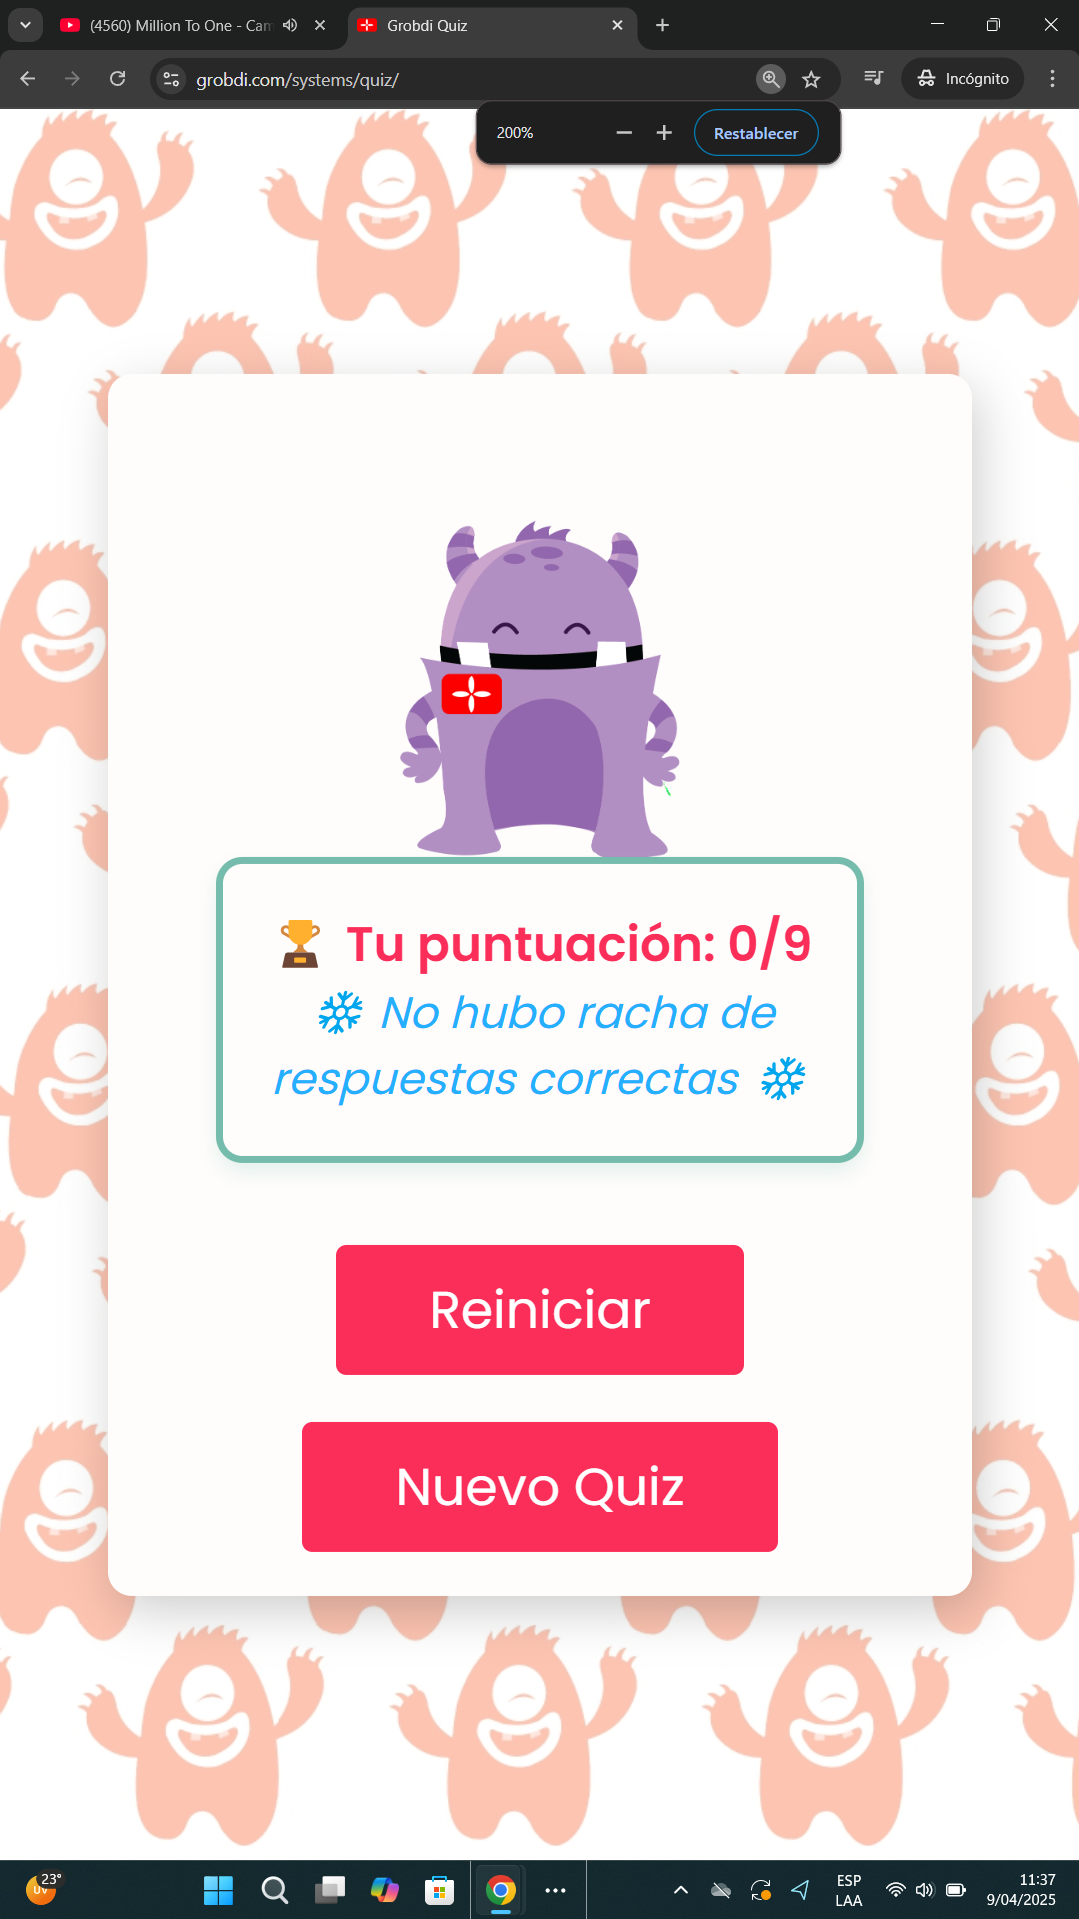 (4560) Million To One - Cam
Grobdi Quiz
grobdi.com/systems/quiz/
Incógnito
200%
Restablecer
Tu puntuación: 0/9
No hubo racha de
respuestas correctas
Reiniciar
Nuevo Quiz
23°
UV
ESP
LAA
11:37
9/04/2025